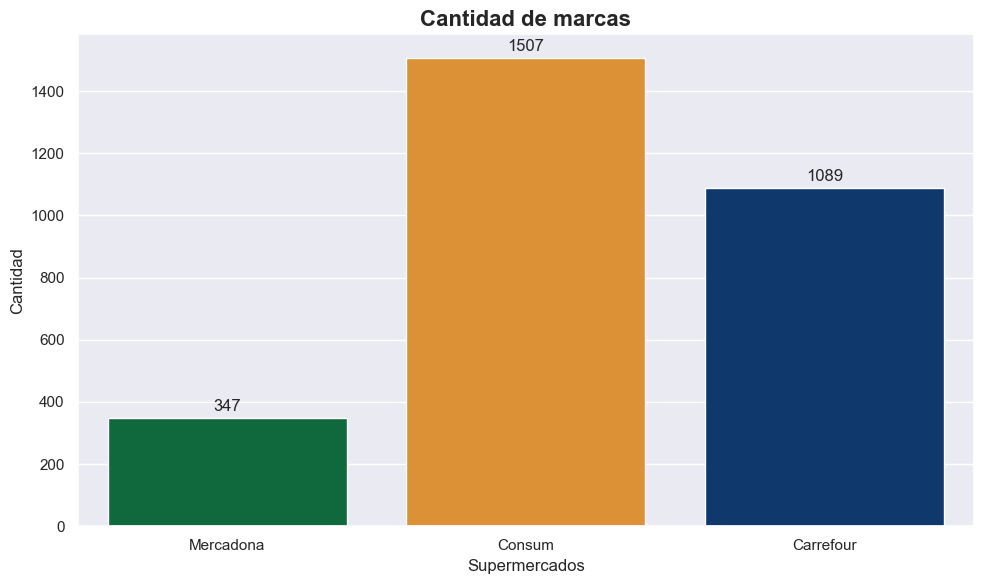 Cantidad de marcas
1507
1089
347
Cantidad
1400
1200
1000
800
600
400
200
0
Mercadona
Consum
Carrefour
Supermercados